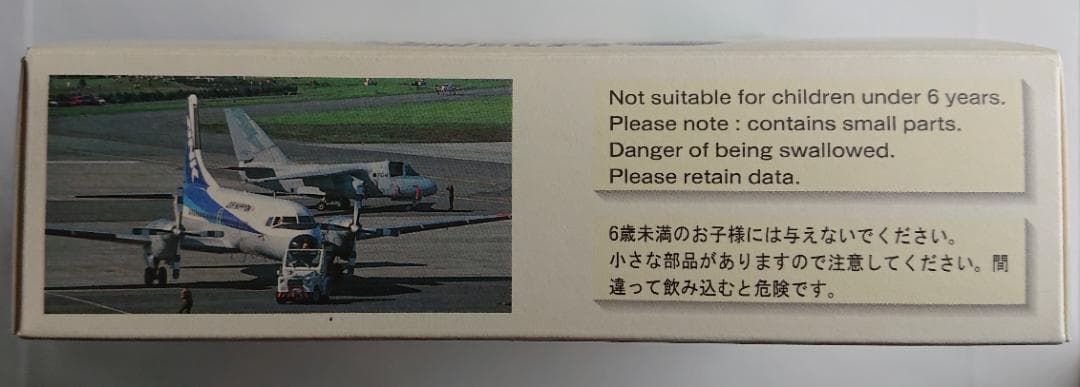 Not suitable for children under 6 years.
Please note : contains small parts.
Danger of being swallowed.
Please retain data.
6歳未満のお子様には与えないでください。
小さな部品がありますので注意してください。間
違って飲み込むと危険です。